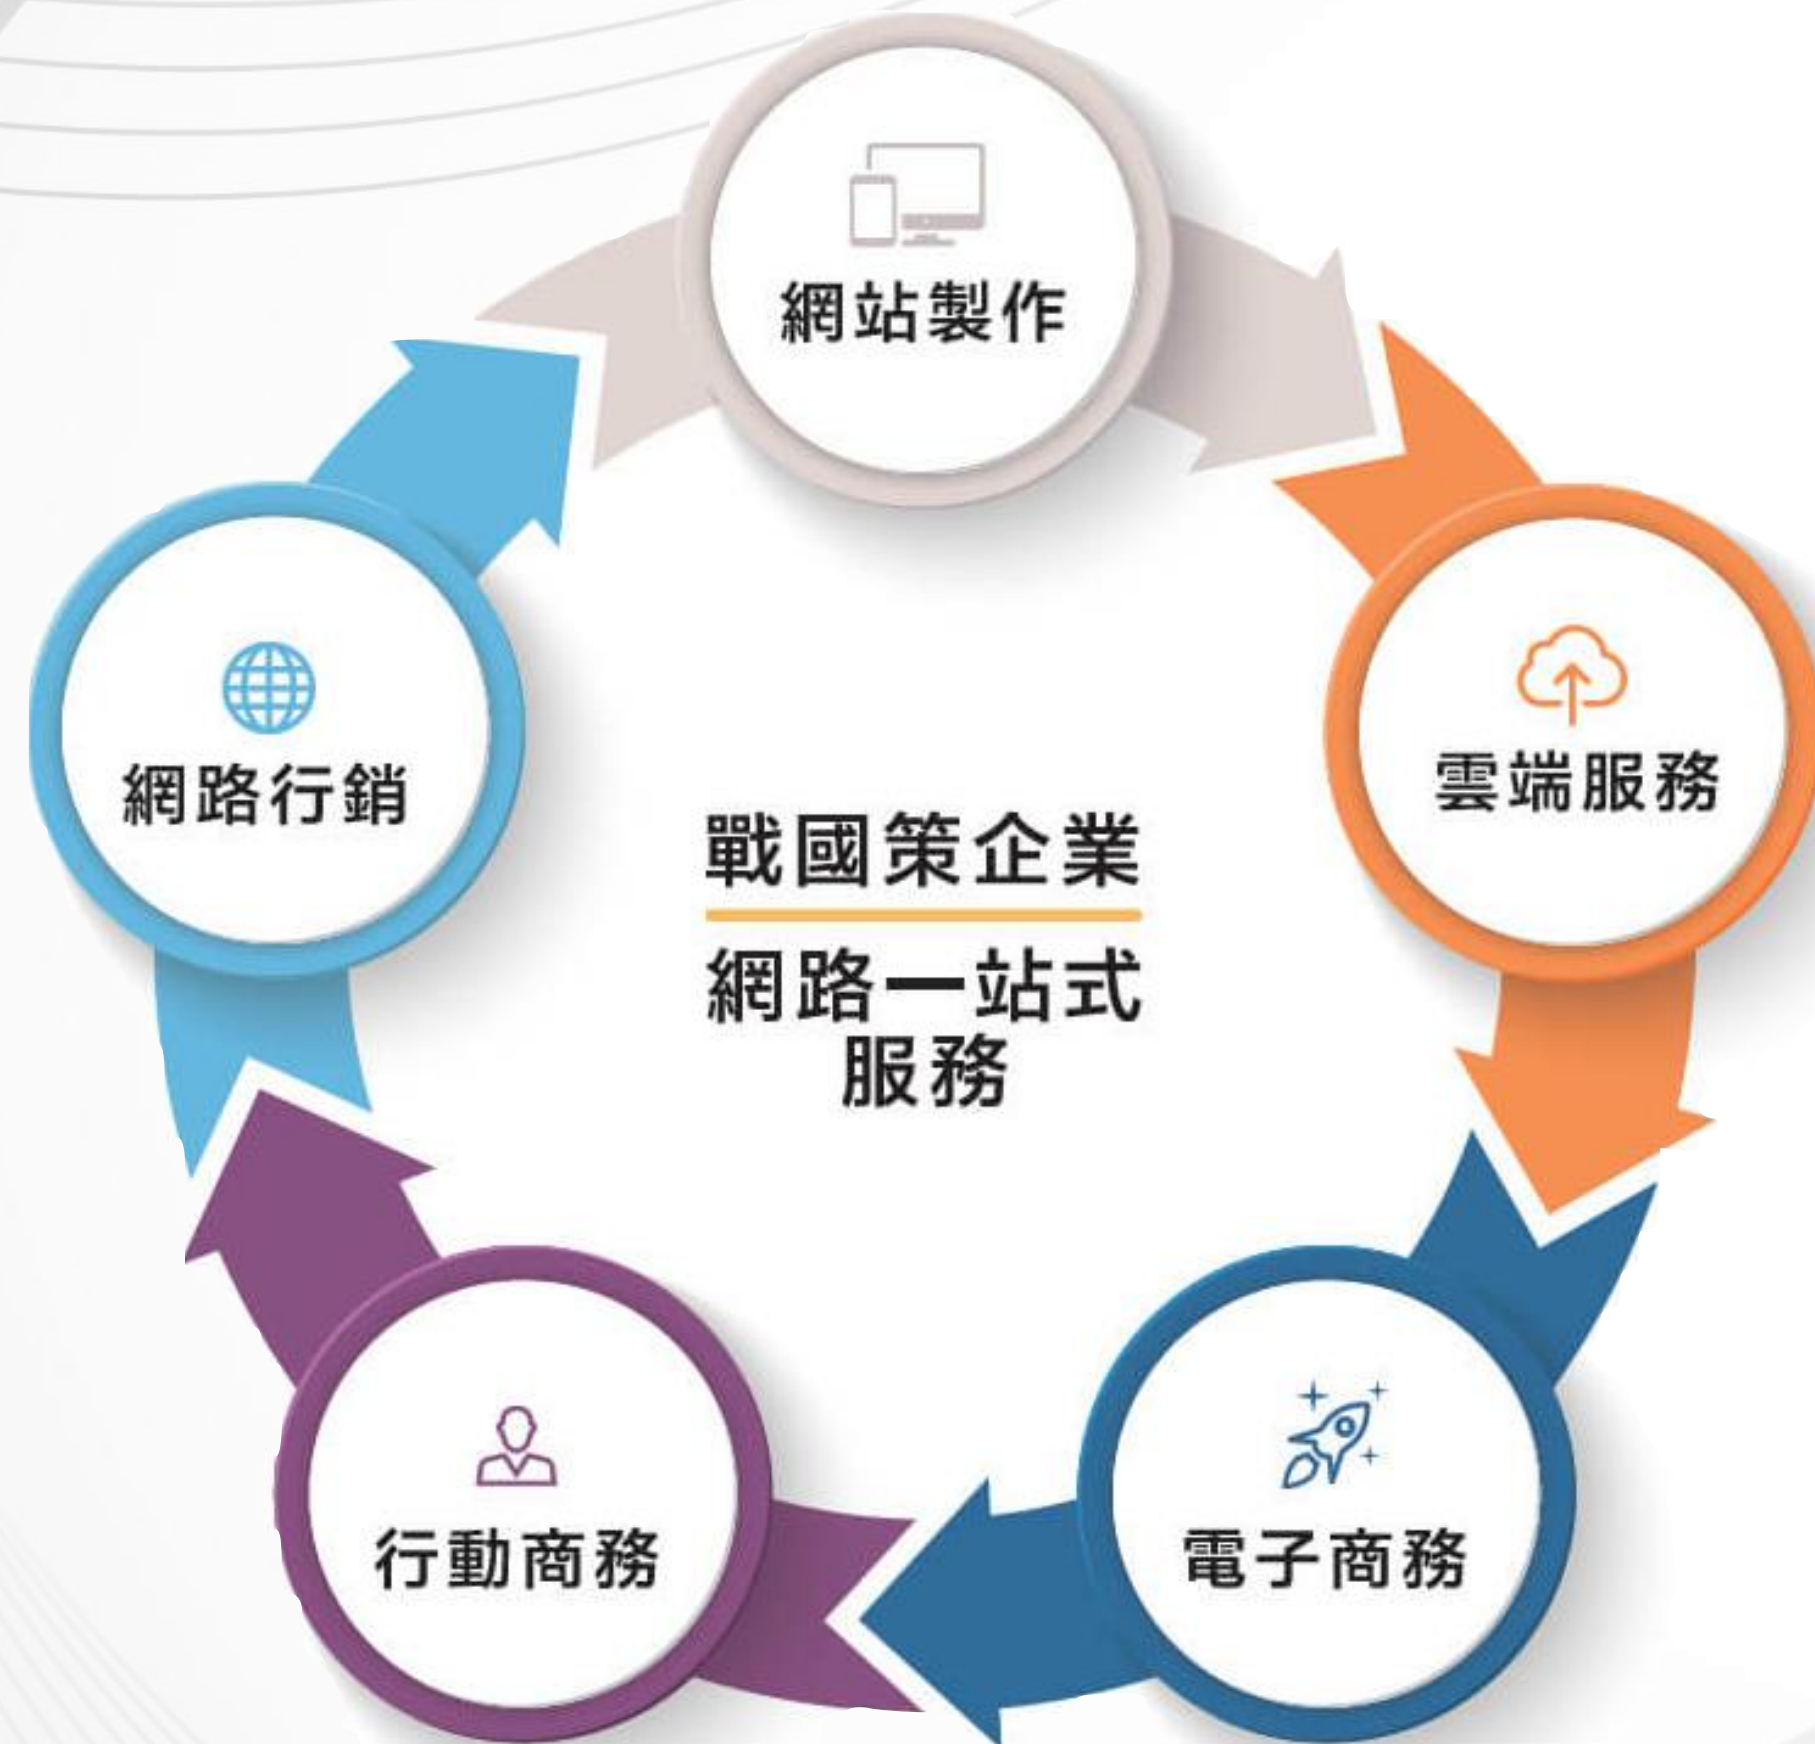 網站製作
雲端服務
電子商務
行動商務
網路行銷
戰國策企業
網路一站式
服務